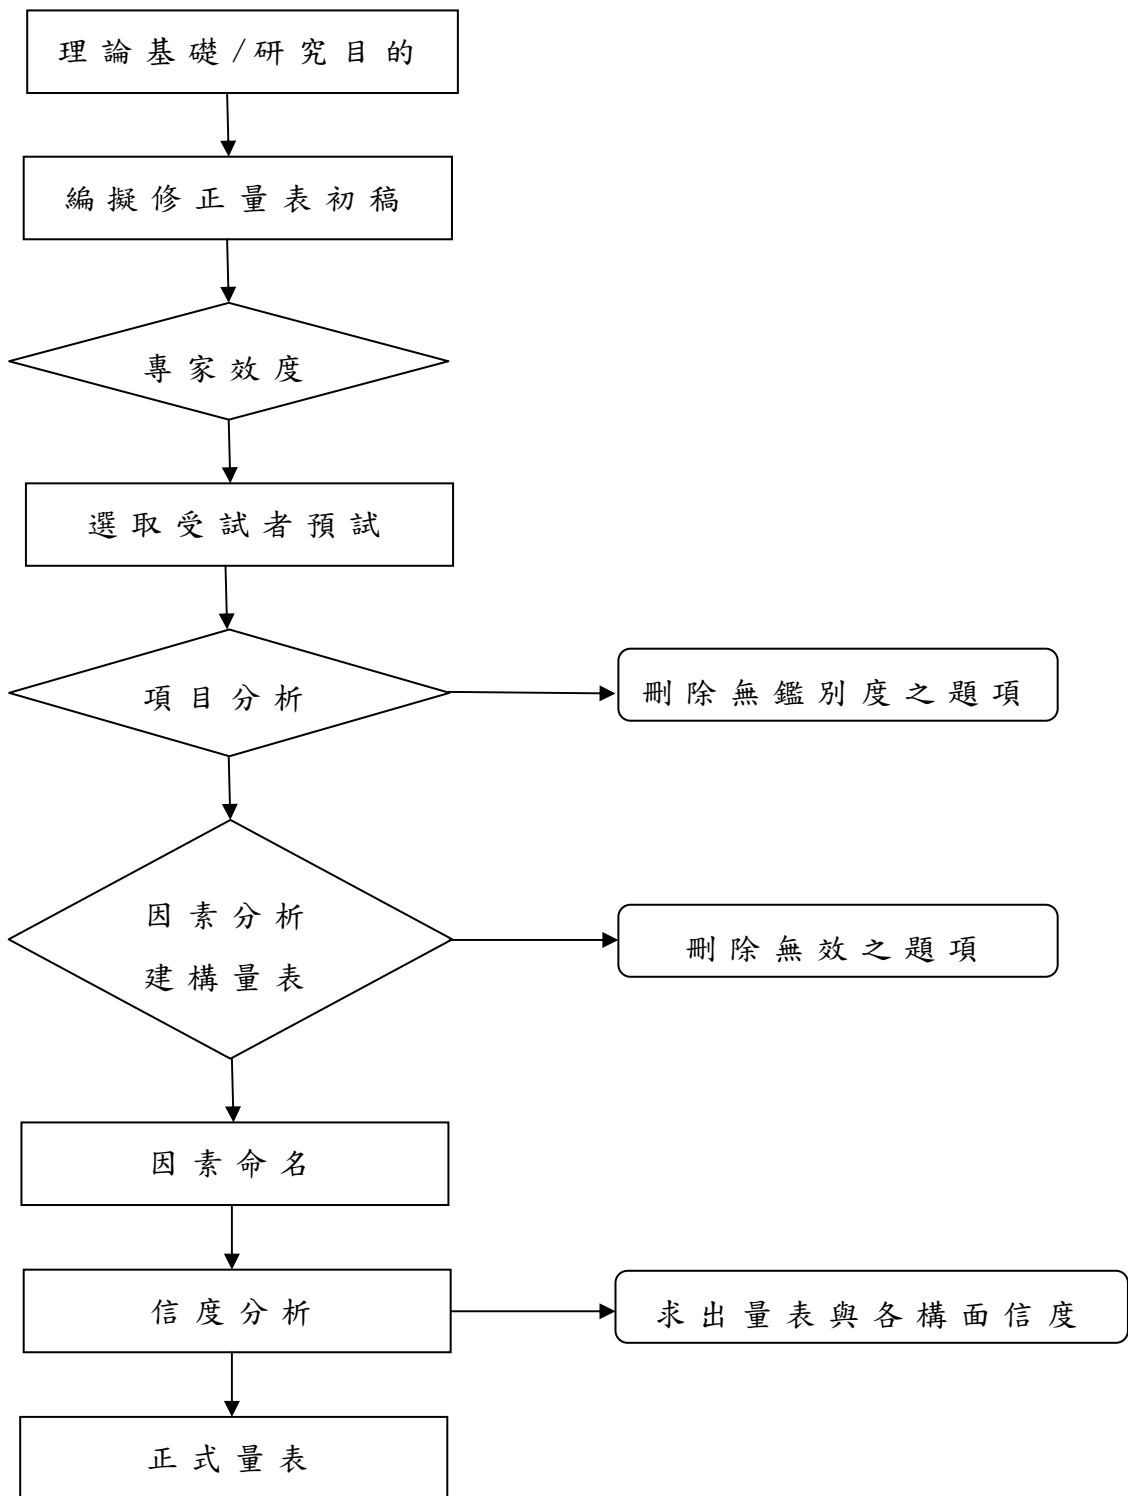 理論基礎/研究目的
編擬修正量表初稿
專家效度
選取受試者預試
項目分析
刪除無鑑別度之題項
因素分析
建構量表
刪除無效之題項
因素命名
信度分析
求出量表與各構面信度
正式量表